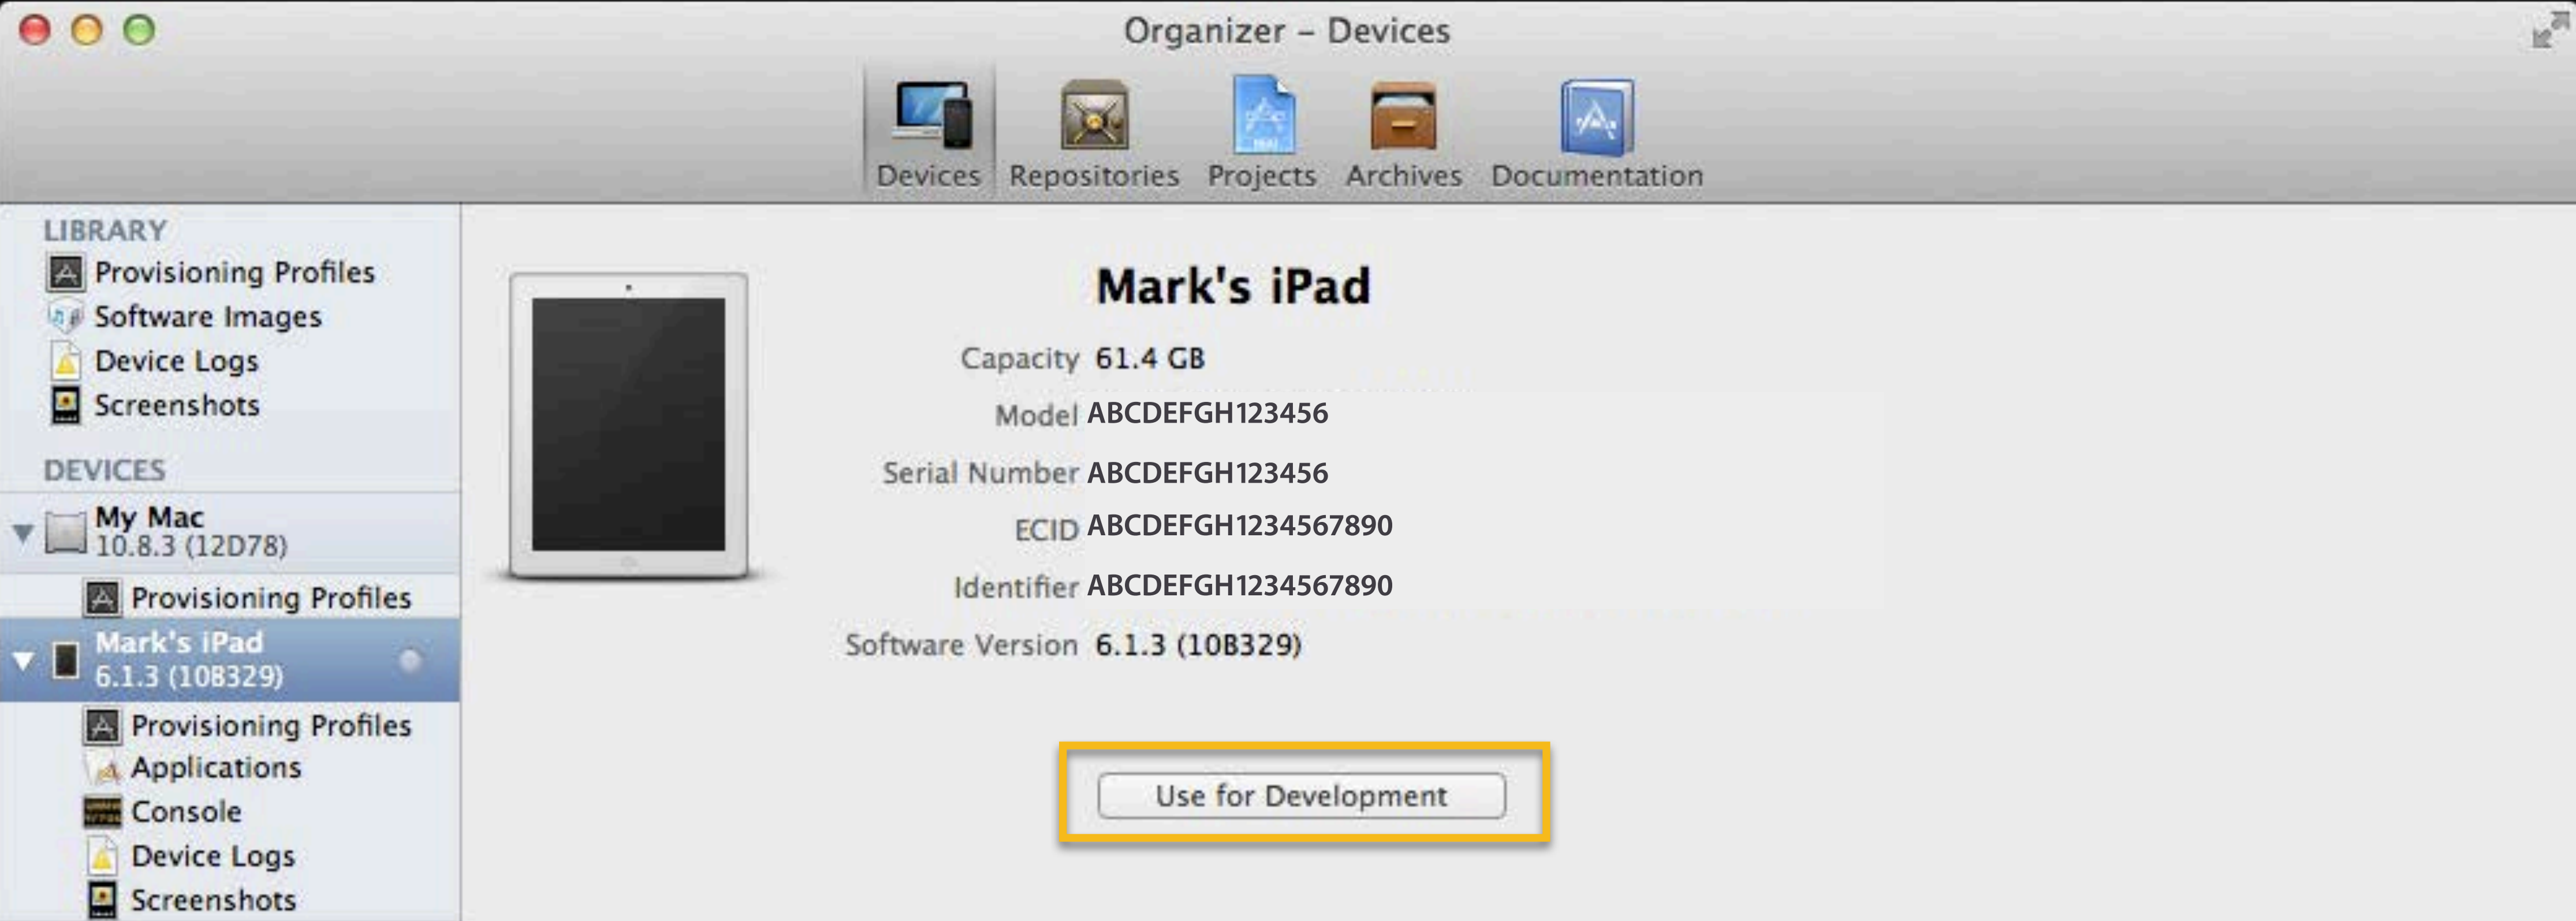 Organizer – Devices
Devices Repositories Projects Archives Documentation
LIBRARY
Provisioning Profiles
Software Images
Device Logs
Screenshots
DEVICES
My Mac
10.8.3 (12D78)
Provisioning Profiles
Mark's iPad
6.1.3 (10B329)
Provisioning Profiles
Applications
Console
Device Logs
Screenshots
Mark's iPad
Capacity 61.4 GB
Model ABCDEFGH123456
Serial Number ABCDEFGH123456
ECID ABCDEFGH1234567890
Identifier ABCDEFGH1234567890
Software Version 6.1.3 (10B329)
Use for Development